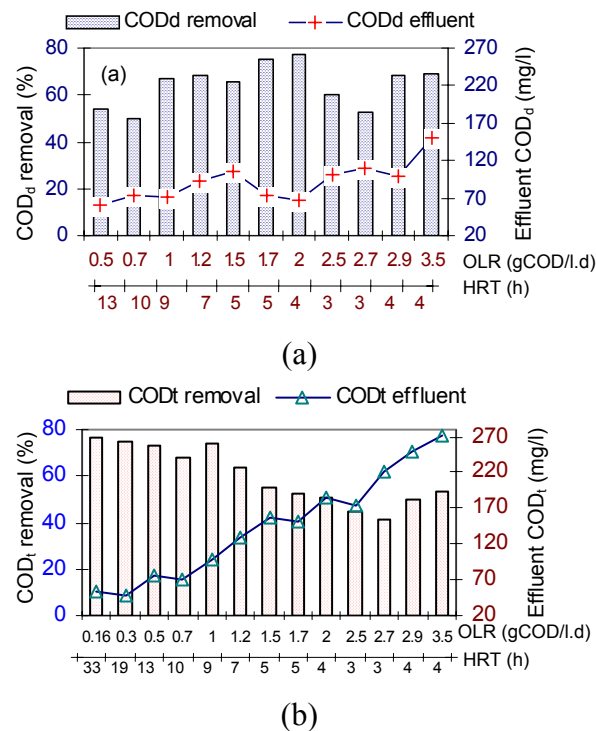 CODd removal CODd effluent
80 270
(a)
60 220
170
40
120
20 70
0 20
COD_d removal (%)
Effluent COD_d (mg/l)
0.5 0.7 1 1.2 1.5 1.7 2 2.5 2.7 2.9 3.5 OLR (gCOD/l.d)
13 10 9 7 5 5 4 3 3 4 4 HRT (h)
(a)
CODt removal CODt effluent
80 270
220
60
170
40
120
20 70
0 20
COD_t removal (%)
Effluent COD_t (mg/l)
0.16 0.3 0.5 0.7 1 1.2 1.5 1.7 2 2.5 2.7 2.9 3.5 OLR (gCOD/l.d)
33 19 13 10 9 7 5 5 4 3 3 4 4 HRT (h)
(b)